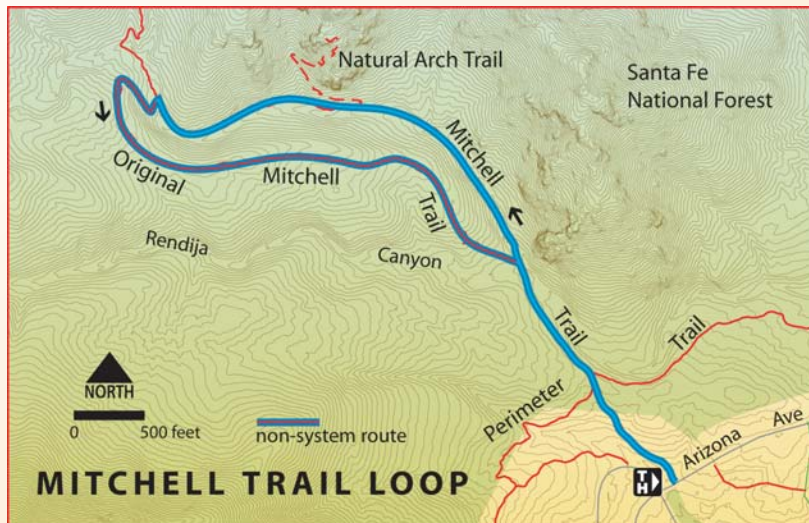 Natural Arch Trail
Santa Fe
National Forest
Mitchell
Original
Mitchell
Trail
Rendija
Canyon
Trail
Trail
Perimeter
NORTH
0
500 feet
non-system route
Arizona
Ave
TH
MITCHELL TRAIL LOOP